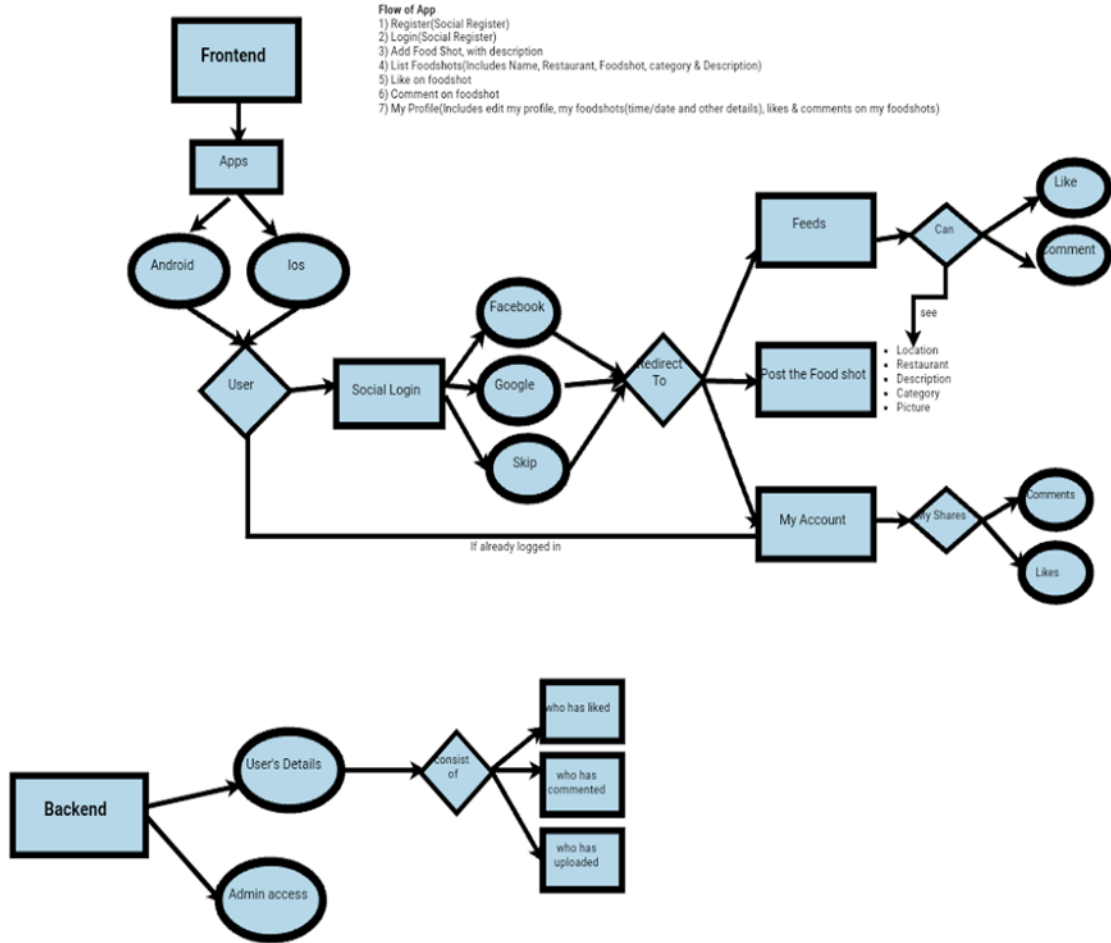 Flow of App
1) Register(Social Register)
2) Login(Social Register)
3) Add Food Shot, with description
4) List Foodshots(Includes Name, Restaurant, Foodshot, category & Description)
5) Like on foodshot
6) Comment on foodshot
7) My Profile(Includes edit my profile, my foodshots(time/date and other details), likes & comments on my foodshots)
Frontend
Apps
Android
Ios
User
Social Login
Facebook
Google
Skip
Redirect
To
Feeds
Can
Like
Comment
see
• Location
• Restaurant
• Description
• Category
• Picture
Post the Food shot
My Account
My Shares
Comments
Likes
If already logged in
Backend
User's Details
Admin access
consist
of
who has liked
who has
commented
who has
uploaded